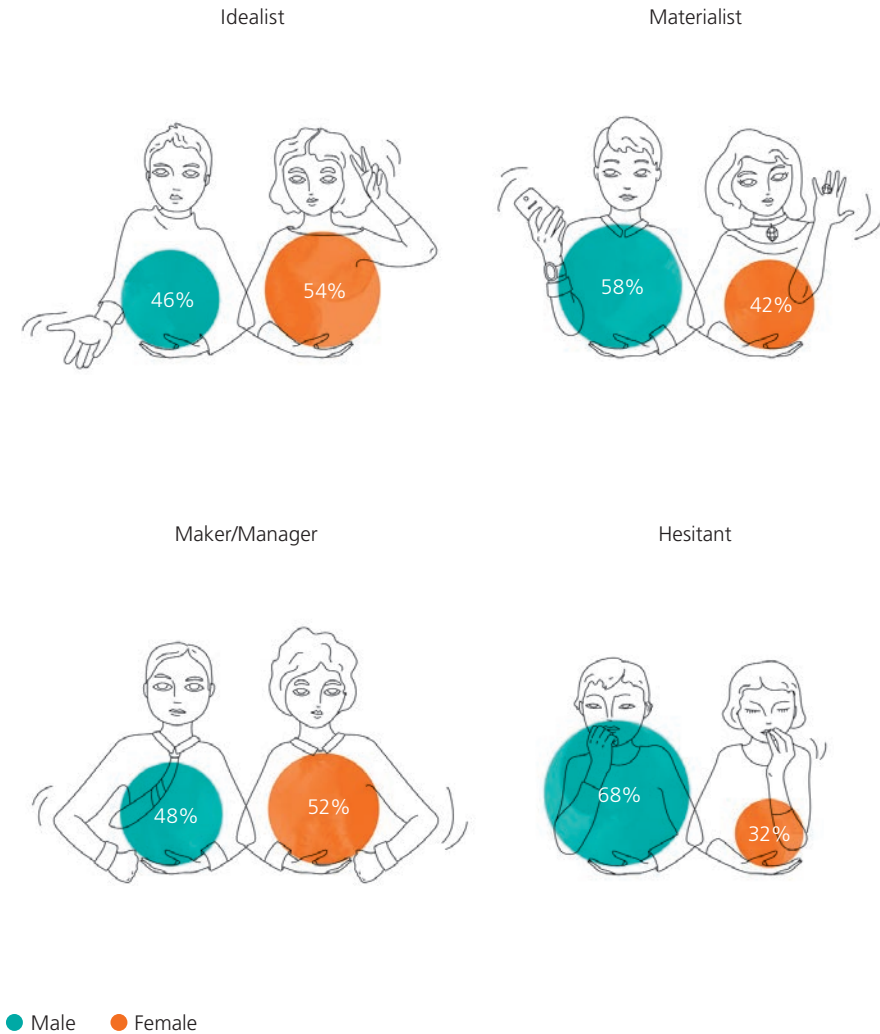 Idealist
Materialist
46%
54%
58%
42%
Maker/Manager
Hesitant
48%
52%
68%
32%
Male
Female